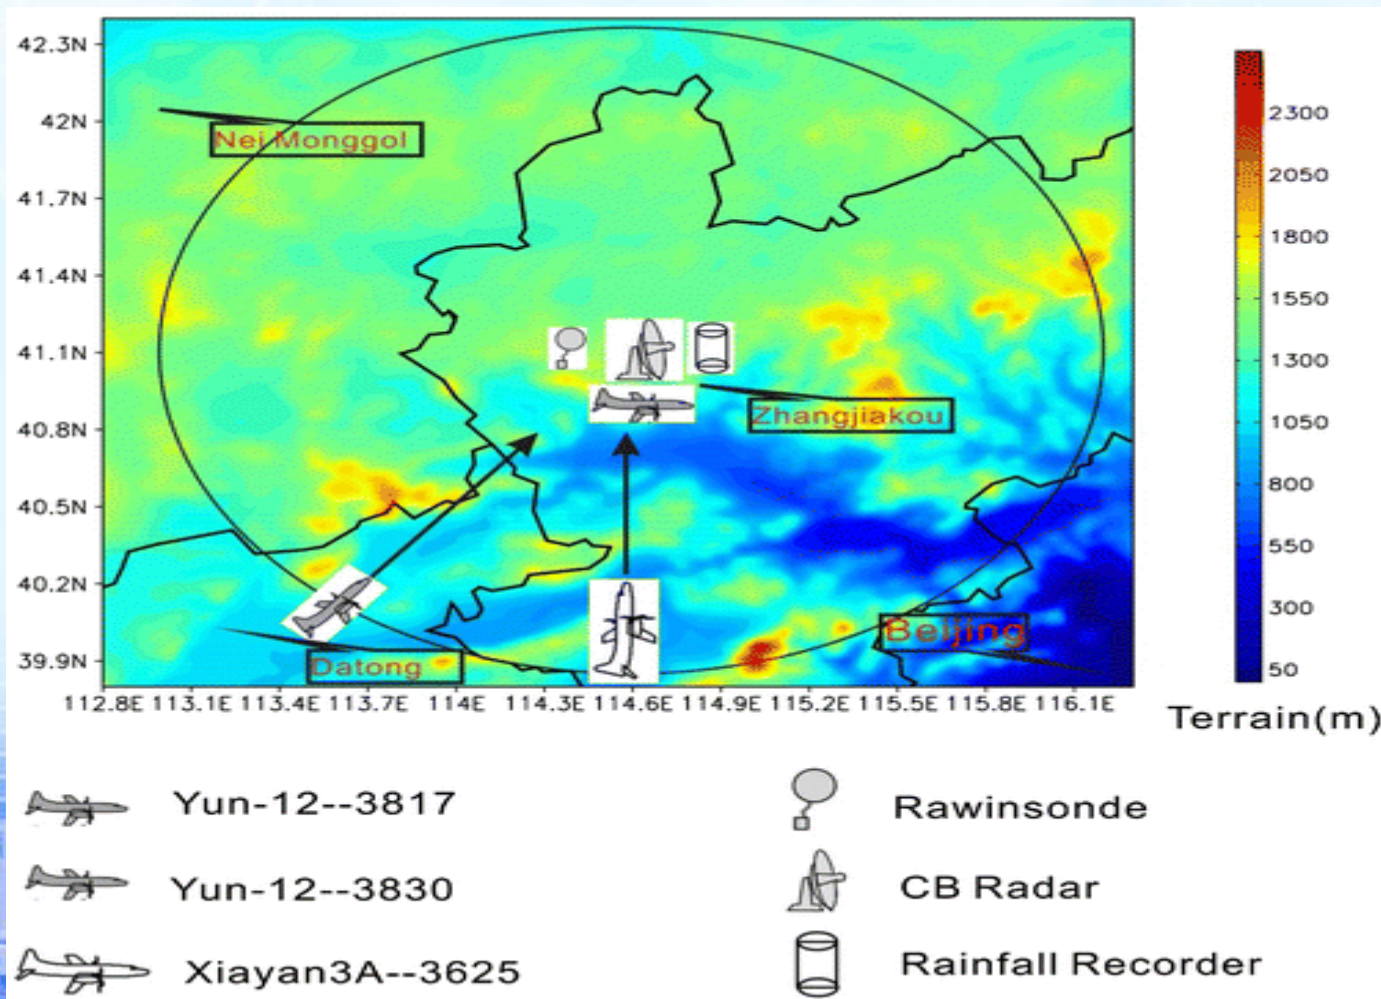 42.3N
42N
41.7N
41.4N
41.1N
40.8N
40.5N
40.2N
39.9N
Nei Monggol
Zhangjiakou
Beijing
Datong
112.8E 113.1E 113.4E 113.7E 114E 114.3E 114.6E 114.9E 115.2E 115.5E 115.8E 116.1E
2300
2050
1800
1550
1300
1050
800
550
300
50
Terrain(m)
Yun-12--3817
Yun-12--3830
Xiayan3A--3625
Rawinsonde
CB Radar
Rainfall Recorder